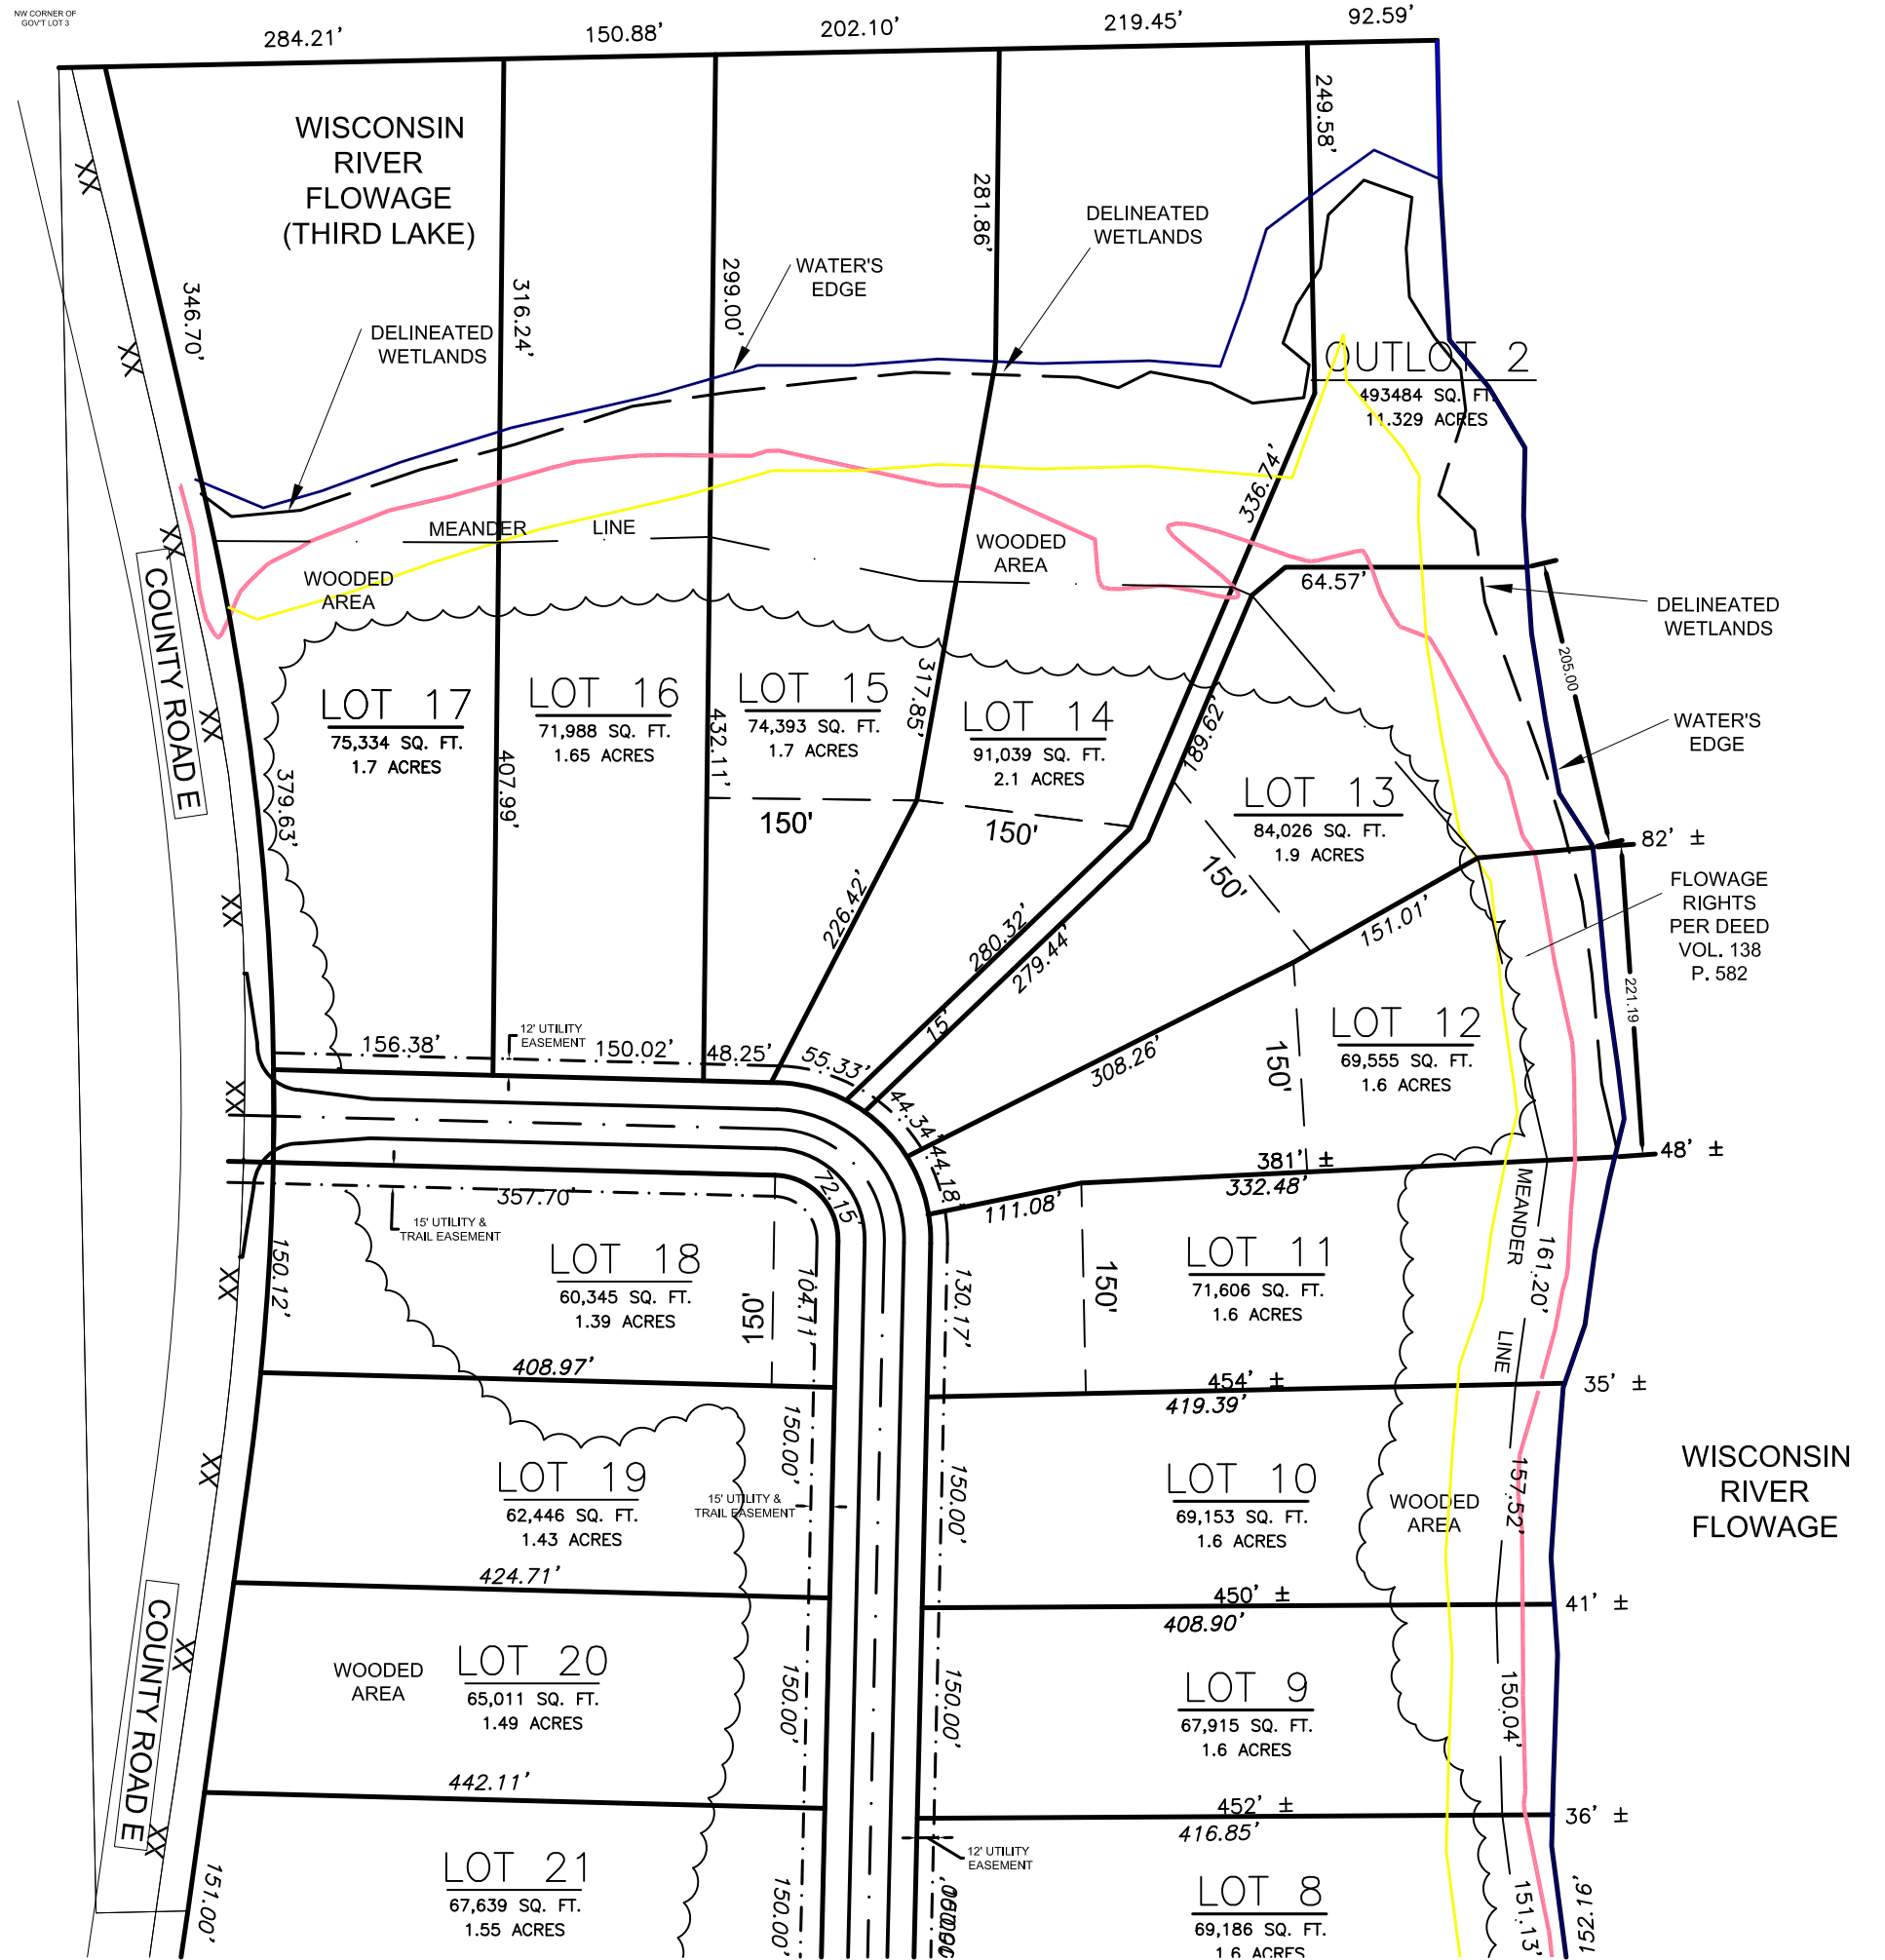 NW CORNER OF
GOV'T LOT 3
284.21'
150.88'
202.10'
219.45'
92.59'
WISCONSIN
RIVER
FLOWAGE
(THIRD LAKE)
249.58'
281.86'
DELINEATED
WETLANDS
WATER'S
EDGE
299.00'
316.24'
346.70'
DELINEATED
WETLANDS
XX
XX
OUTLOT 2
493484 SQ. FT.
11.329 ACRES
336.74'
MEANDER LINE
WOODED
AREA
WOODED
AREA
XX
COUNTY ROAD E
64.57'
DELINEATED
WETLANDS
205.00
LOT 17
75,334 SQ. FT.
1.7 ACRES
LOT 16
71,988 SQ. FT.
1.65 ACRES
LOT 15
74,393 SQ. FT.
1.7 ACRES
LOT 14
91,039 SQ. FT.
2.1 ACRES
317.85'
189.62'
WATER'S
EDGE
XX
379.63'
407.99'
432.11'
150'
150'
LOT 13
84,026 SQ. FT.
1.9 ACRES
82' ±
150'
151.01'
FLOWAGE
RIGHTS
PER DEED
VOL. 138
P. 582
XX
226.42'
280.32'
279.44'
15'
221.19
LOT 12
69,555 SQ. FT.
1.6 ACRES
156.38'
12' UTILITY
EASEMENT
150.02'
48.25'
55.33'
308.26'
150'
XX
44.34'
44.18'
381' ±
332.48'
48' ±
357.70'
72.15'
111.08'
MEANDER
LINE
15' UTILITY &
TRAIL EASEMENT
150.12'
XX
LOT 18
60,345 SQ. FT.
1.39 ACRES
150'
104.11'
130.17'
150'
LOT 11
71,606 SQ. FT.
1.6 ACRES
161.20'
408.97'
454' ±
419.39'
35' ±
XX
LOT 19
62,446 SQ. FT.
1.43 ACRES
150.00'
15' UTILITY &
TRAIL EASEMENT
150.00'
LOT 10
69,153 SQ. FT.
1.6 ACRES
WOODED
AREA
157.52'
WISCONSIN
RIVER
FLOWAGE
424.71'
450' ±
408.90'
41' ±
COUNTY ROAD E
XX
WOODED
AREA
LOT 20
65,011 SQ. FT.
1.49 ACRES
150.00'
150.00'
LOT 9
67,915 SQ. FT.
1.6 ACRES
150.04'
442.11'
452' ±
416.85'
36' ±
XX
12' UTILITY
EASEMENT
151.00'
LOT 21
67,639 SQ. FT.
1.55 ACRES
150.00'
LOT 8
69,186 SQ. FT.
1.6 ACRES
151.13'
152.16'